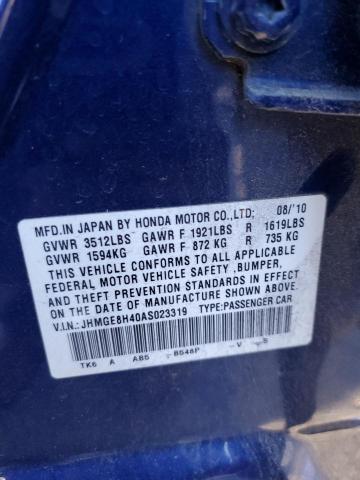 MFD.IN JAPAN BY HONDA MOTOR CO.,LTD. 08/'10
GVWR 3512LBS GAWR F 1921LBS R 1619LBS
GVWR 1594KG GAWR F 872 KG R 735 KG
THIS VEHICLE CONFORMS TO ALL APPLICABLE
FEDERAL MOTOR VEHICLE SAFETY ,BUMPER,
AND THEFT PREVENTION STANDARDS IN EFFECT
ON THE DATE OF MANUFACTURE SHOWN ABOVE.
V.I.N.:JHMGE8H40AS023319 TYPE:PASSENGER CAR
TK6 A AB5 B548P -V S